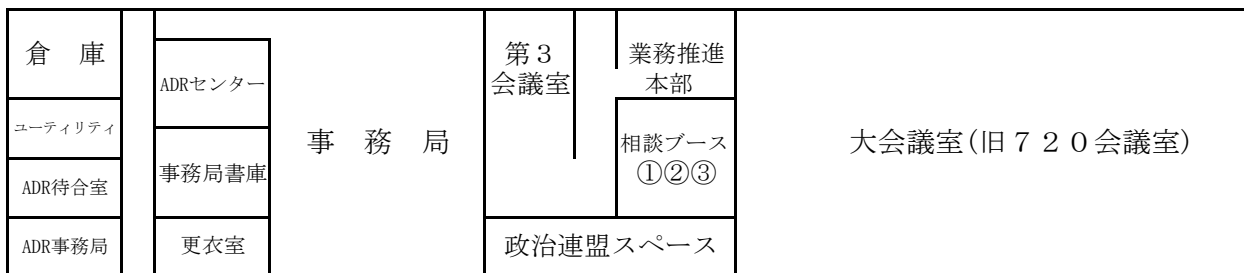 倉　庫
ユーティリティ
ADR待合室
ADR事務局
ADRセンター
事務局書庫
更衣室
事　務　局
第３
会議室
業務推進
本部
相談ブース
①②③
政治連盟スペース
大会議室(旧７２０会議室)